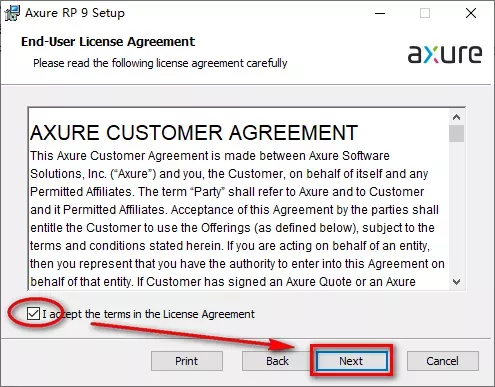 Axure RP 9 Setup
End-User License Agreement
Please read the following license agreement carefully
axure
AXURE CUSTOMER AGREEMENT
This Axure Customer Agreement is made between Axure Software
Solutions, Inc. (“Axure”) and you, the Customer, on behalf of itself and any
Permitted Affiliates. The term “Party” shall refer to Axure and to Customer
and it Permitted Affiliates. Acceptance of this Agreement by the parties shall
entitle the Customer to use the Offerings (as defined below), subject to the
terms and conditions stated herein. If you are acting on behalf of an entity,
then you represent that you have the authority to enter into this Agreement on
behalf of that entity. If Customer has signed an Axure Quote or an Axure
I accept the terms in the License Agreement
Print
Back
Next
Cancel